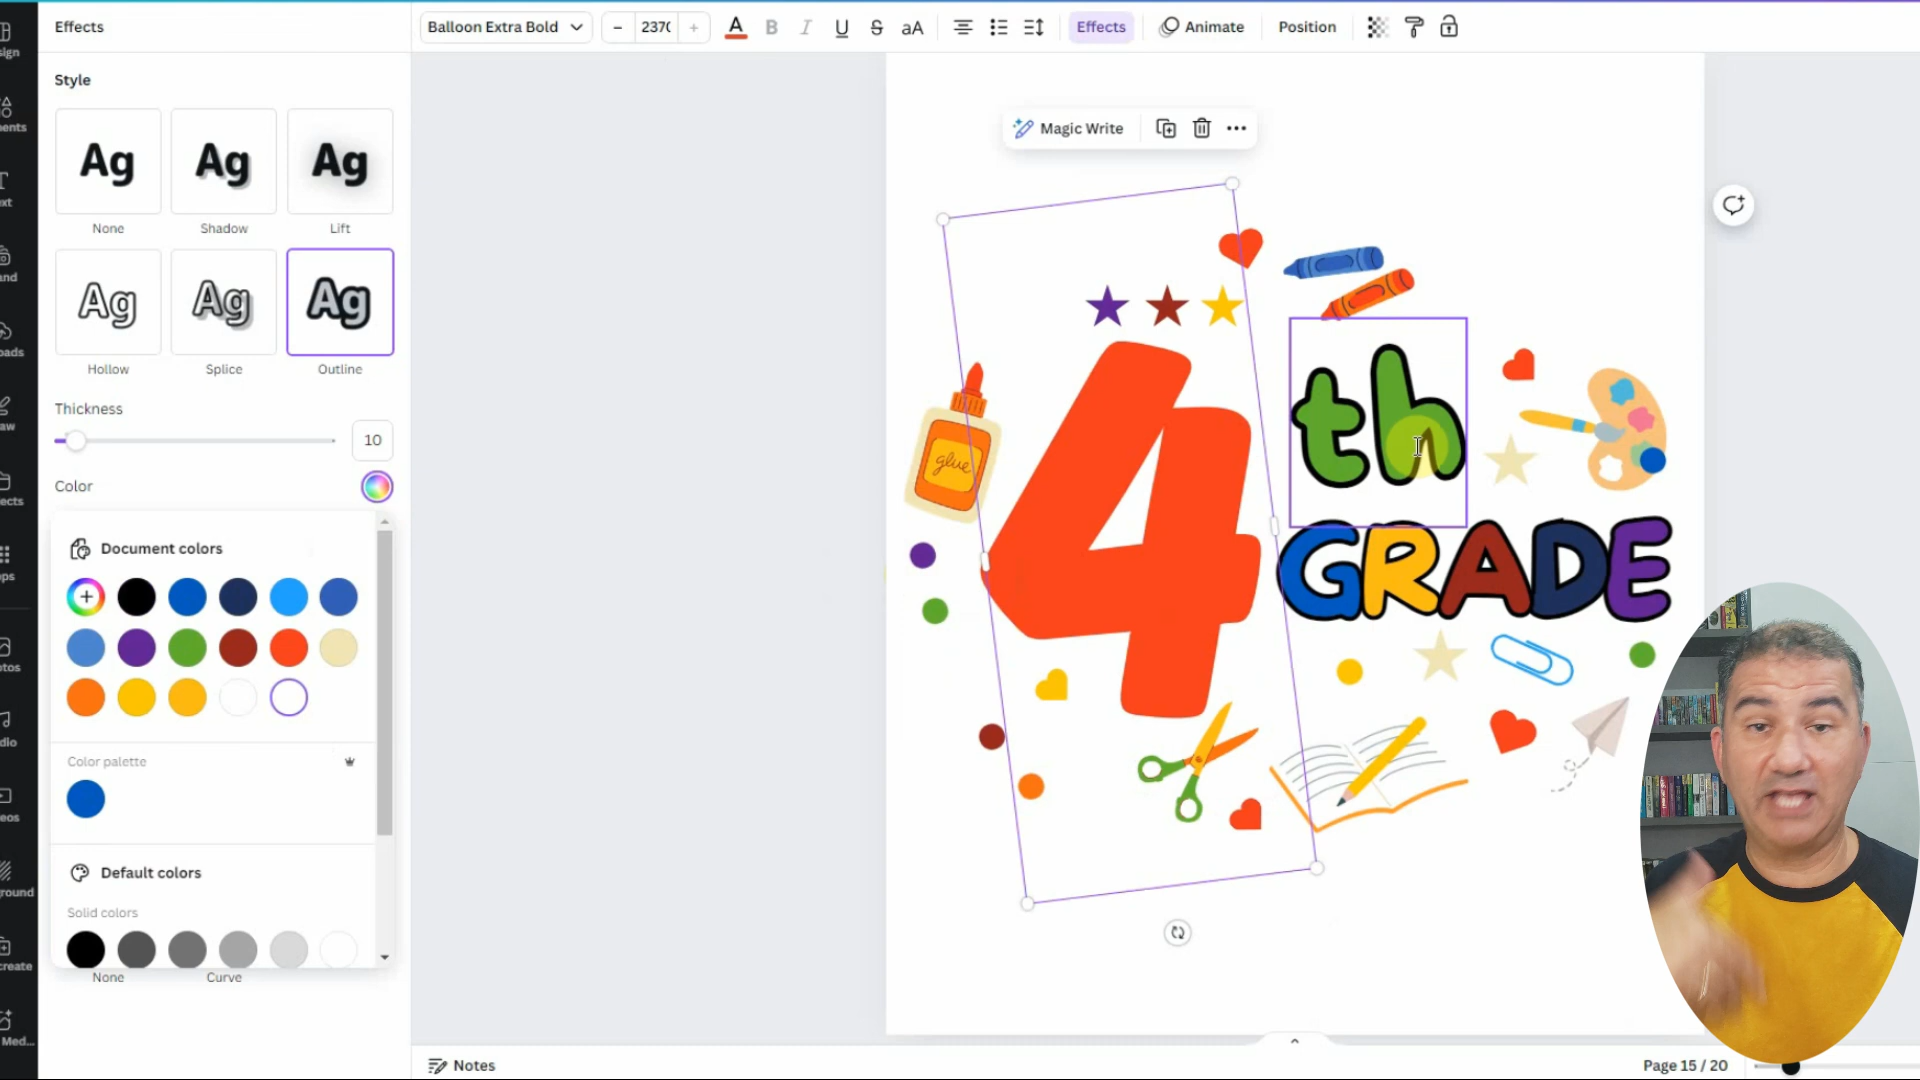 Effects
Balloon Extra Bold
2370
A
B
I
U
S
aA
Effects
Animate
Position
Style
Ag
Ag
Ag
None
Shadow
Lift
Ag
Ag
Ag
Hollow
Splice
Outline
Thickness
10
Color
Document colors
Color palette
Default colors
Solid colors
None
Curve
Magic Write
4
th
GRADE
glue
Notes
Page 15 / 20